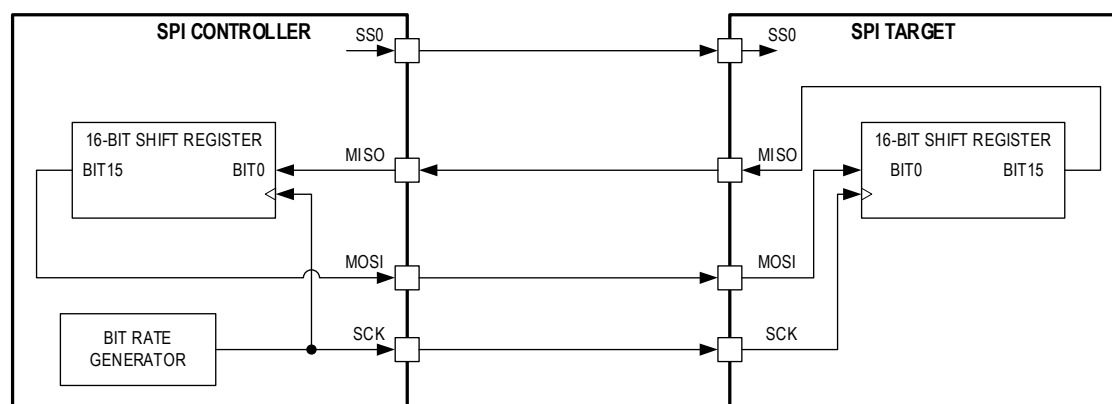 SPI CONTROLLER
SS0
SS0
SPI TARGET
16-BIT SHIFT REGISTER
BIT15
BIT0
MISO
MISO
16-BIT SHIFT REGISTER
BIT0
BIT15
MOSI
MOSI
BIT RATE
GENERATOR
SCK
SCK